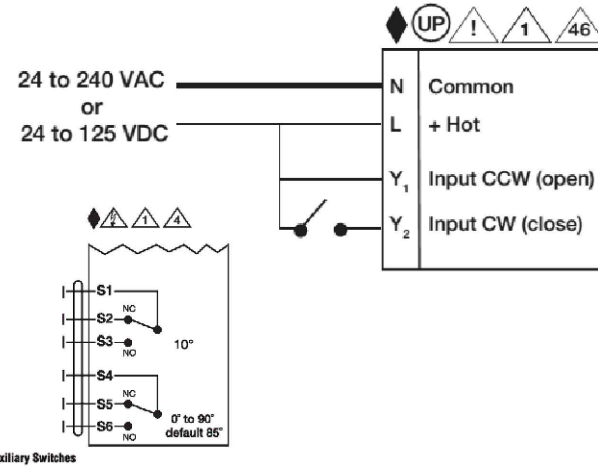 UP ! 1 46
24 to 240 VAC
or
24 to 125 VDC
N Common
L + Hot
Y1 Input CCW (open)
Y2 Input CW (close)
1 4
S1
NC
S2
S3
NO
10°
S4
NC
S5
0° to 90°
default 85°
S6
NO
xiliary Switches